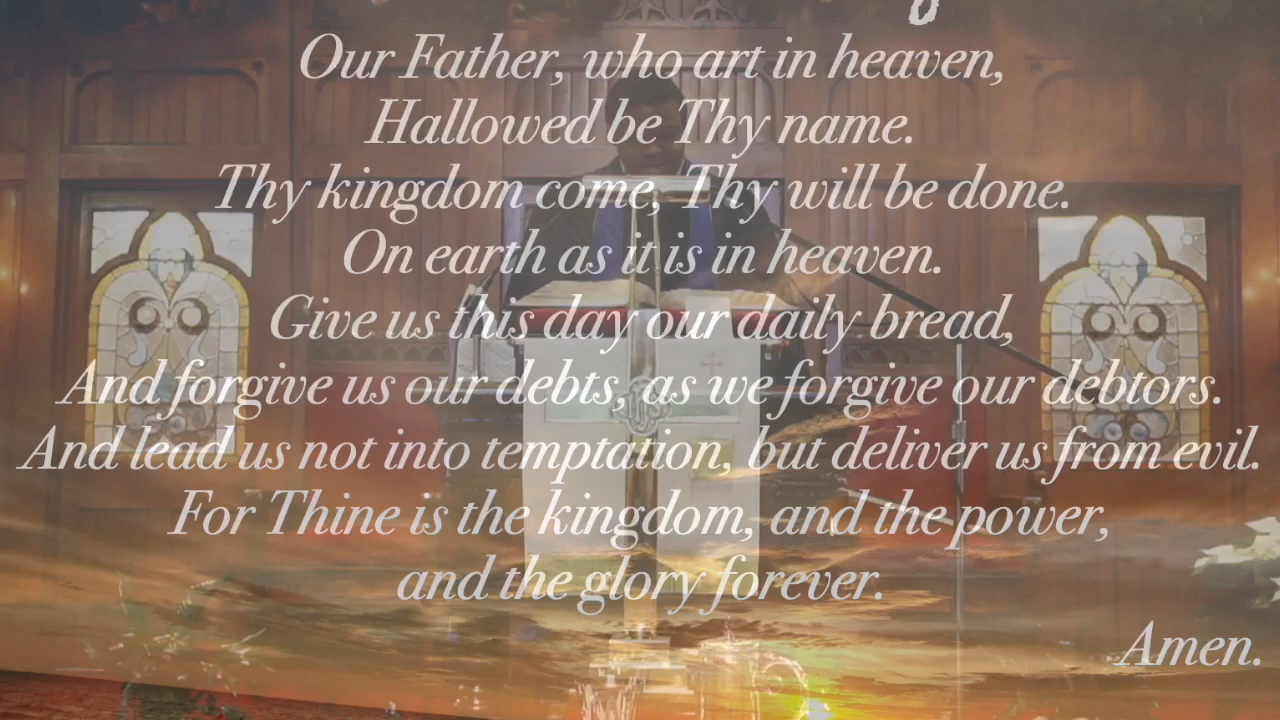 Our Father, who art in heaven,
Hallowed be Thy name.
Thy kingdom come, Thy will be done.
On earth as it is in heaven.
Give us this day our daily bread,
And forgive us our debts, as we forgive our debtors.
And lead us not into temptation, but deliver us from evil.
For Thine is the kingdom, and the power,
and the glory forever.
Amen.